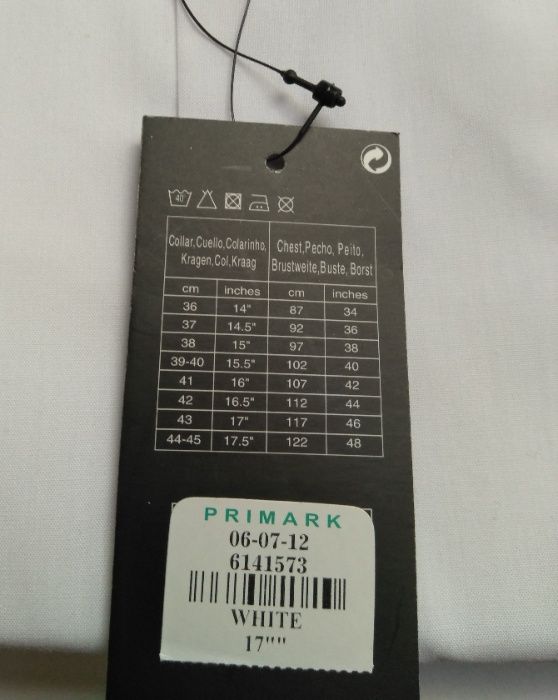 40
Collar,Cuello,Colarinho, Chest,Pecho, Peito,
Kragen,Col,Kraag Brustweite,Buste, Borst
cm inches cm inches
36 14" 87 34
37 14.5" 92 36
38 15" 97 38
39-40 15.5" 102 40
41 16" 107 42
42 16.5" 112 44
43 17" 117 46
44-45 17.5" 122 48
PRIMARK
06-07-12
6141573
WHITE
17""